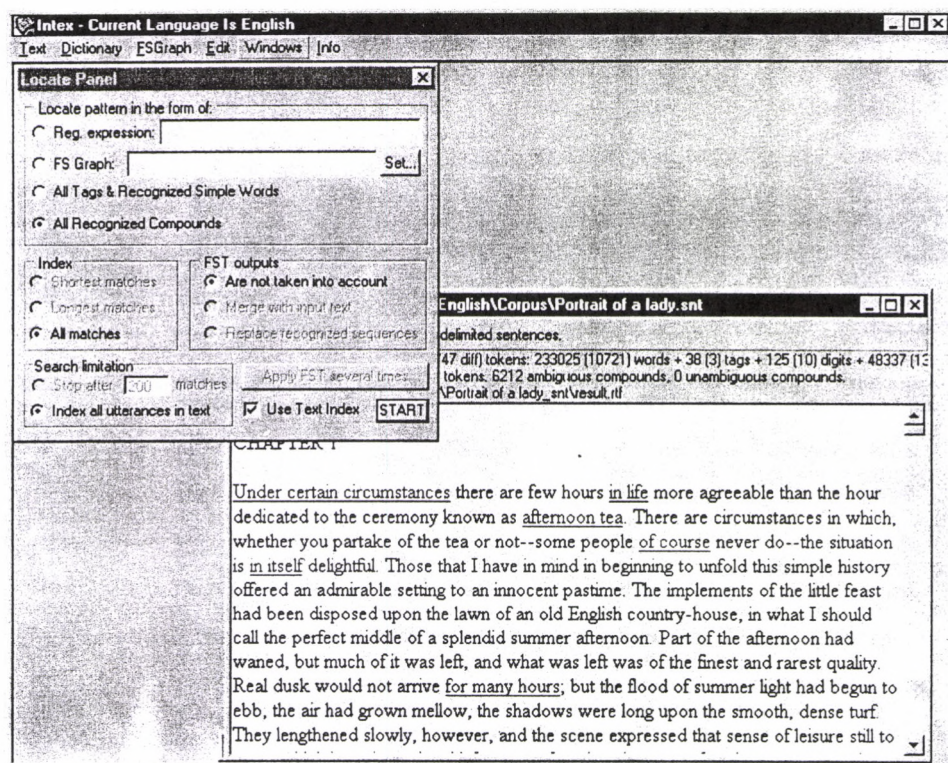 Intex - Current Language Is English
Text Dictionary FSGraph Edit Windows Info
Locate Panel
Locate pattern in the form of:
Reg. expression:
FS Graph: Set...
All Tags & Recognized Simple Words
All Recognized Compounds
Index
Shortest matches
Longest matches
All matches
FST outputs
Are not taken into account
Merge with input text
Replace recognized sequences
Search limitation
Stop after 200 matches
Index all utterances in text
Apply FST several times
Use Text Index START
English\Corpus\Portrait of a lady.snt
delimited sentences.
47 diff) tokens: 233025 (10721) words + 38 (3) tags + 125 (10) digits + 48337 (13
tokens. 6212 ambiguous compounds, 0 unambiguous compounds.
\Portrait of a lady_snt\result.rtf
CHAPTER 1
Under certain circumstances there are few hours in life more agreeable than the hour
dedicated to the ceremony known as afternoon tea. There are circumstances in which,
whether you partake of the tea or not--some people of course never do--the situation
is in itself delightful. Those that I have in mind in beginning to unfold this simple history
offered an admirable setting to an innocent pastime. The implements of the little feast
had been disposed upon the lawn of an old English country-house, in what I should
call the perfect middle of a splendid summer afternoon. Part of the afternoon had
waned, but much of it was left, and what was left was of the finest and rarest quality.
Real dusk would not arrive for many hours; but the flood of summer light had begun to
ebb, the air had grown mellow, the shadows were long upon the smooth, dense turf.
They lengthened slowly, however, and the scene expressed that sense of leisure still to